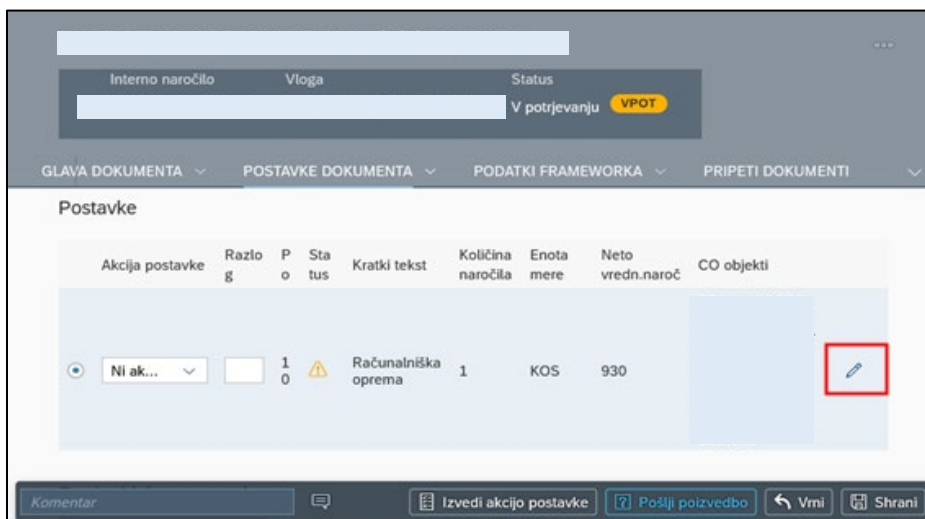 Interno naročilo Vloga Status
V potrjevanju VPOT
GLAVA DOKUMENTA POSTAVKE DOKUMENTA PODATKI FRAMEWORKA PRIPETI DOKUMENTI
Postavke
Akcija postavke Razlo P Sta Kratki tekst Količina Enota Neto CO objekti
g o tus naročila mere vredn.naroč
Ni ak... 1 Računalniška 1 KOS 930
0 oprema
Komentar Izvedi akcijo postavke Pošlji poizvedbo Vrni Shrani